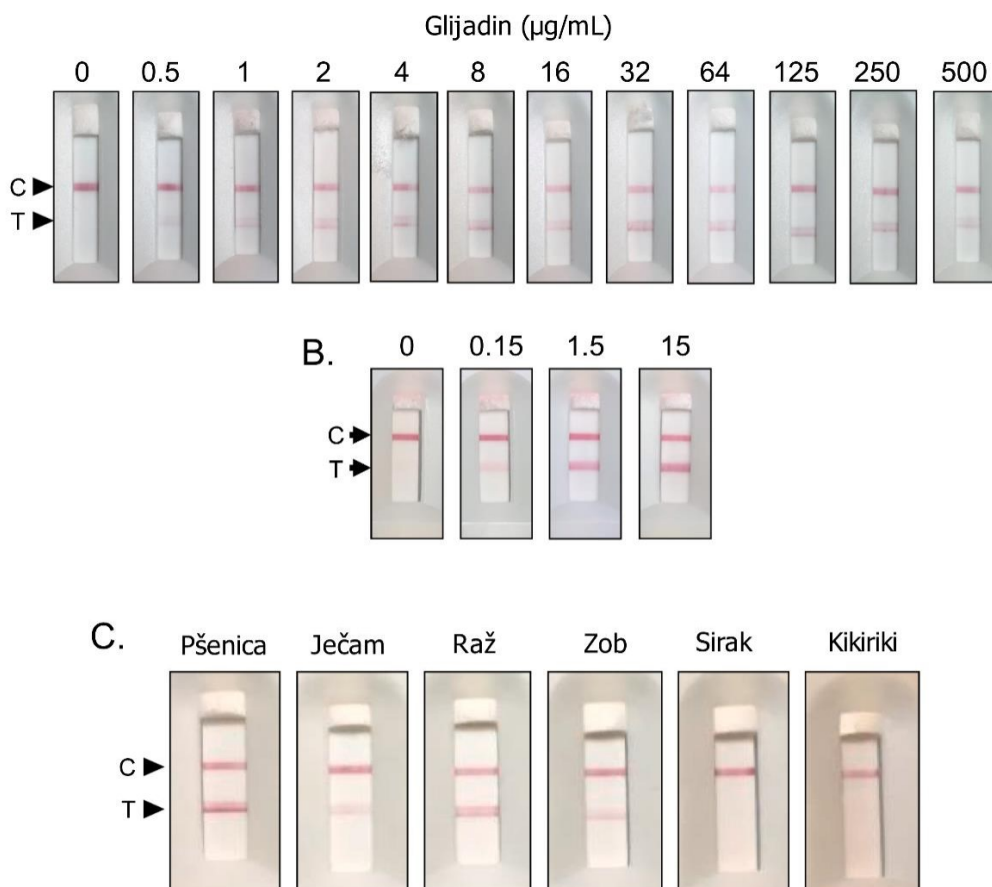 Glijadin (µg/mL)
0 0.5 1 2 4 8 16 32 64 125 250 500
C
T
B.
0 0.15 1.5 15
C
T
C.
Pšenica Ječam Raž Zob Sirak Kikiriki
C
T